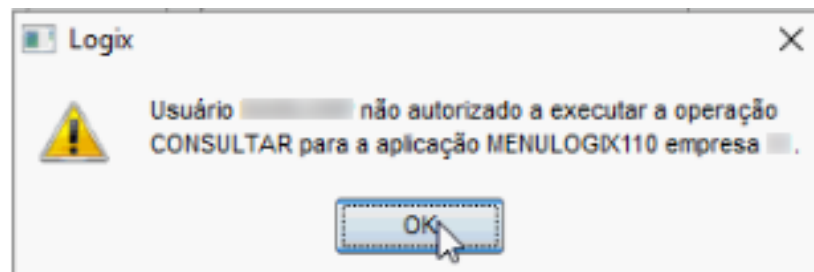 Logix
Usuário não autorizado a executar a operação
CONSULTAR para a aplicação MENULOGIX110 empresa .
OK